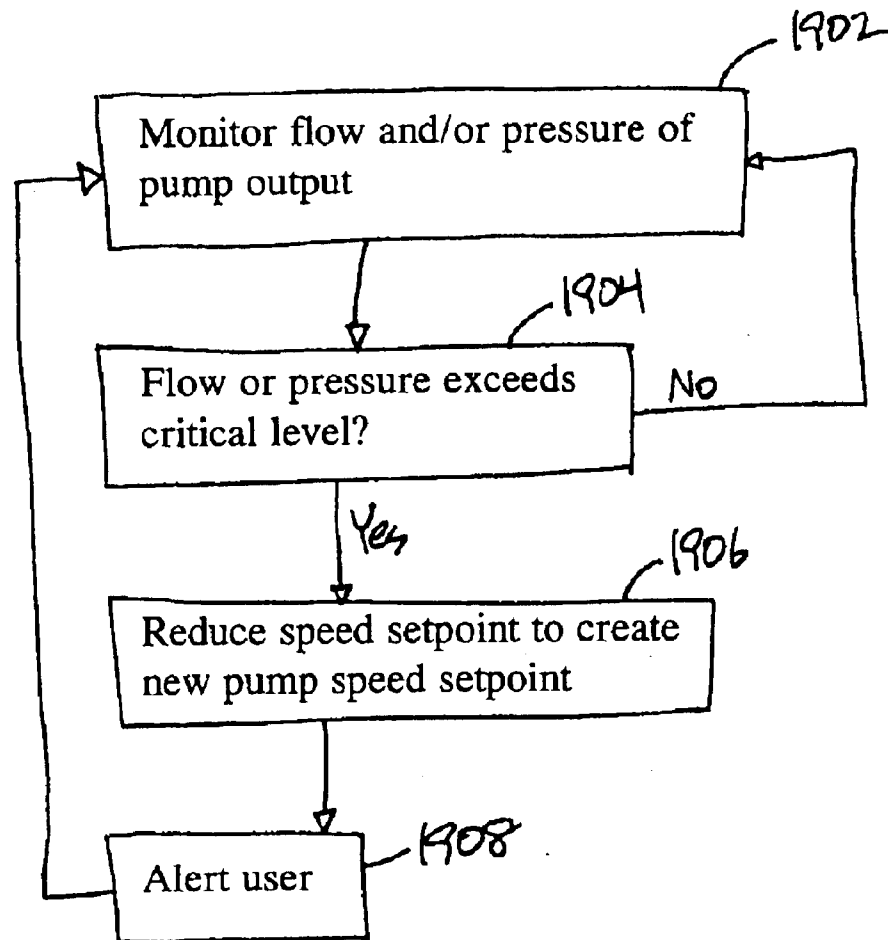 1902
Monitor flow and/or pressure of
pump output
1904
Flow or pressure exceeds
critical level?
No
Yes
1906
Reduce speed setpoint to create
new pump speed setpoint
1908
Alert user